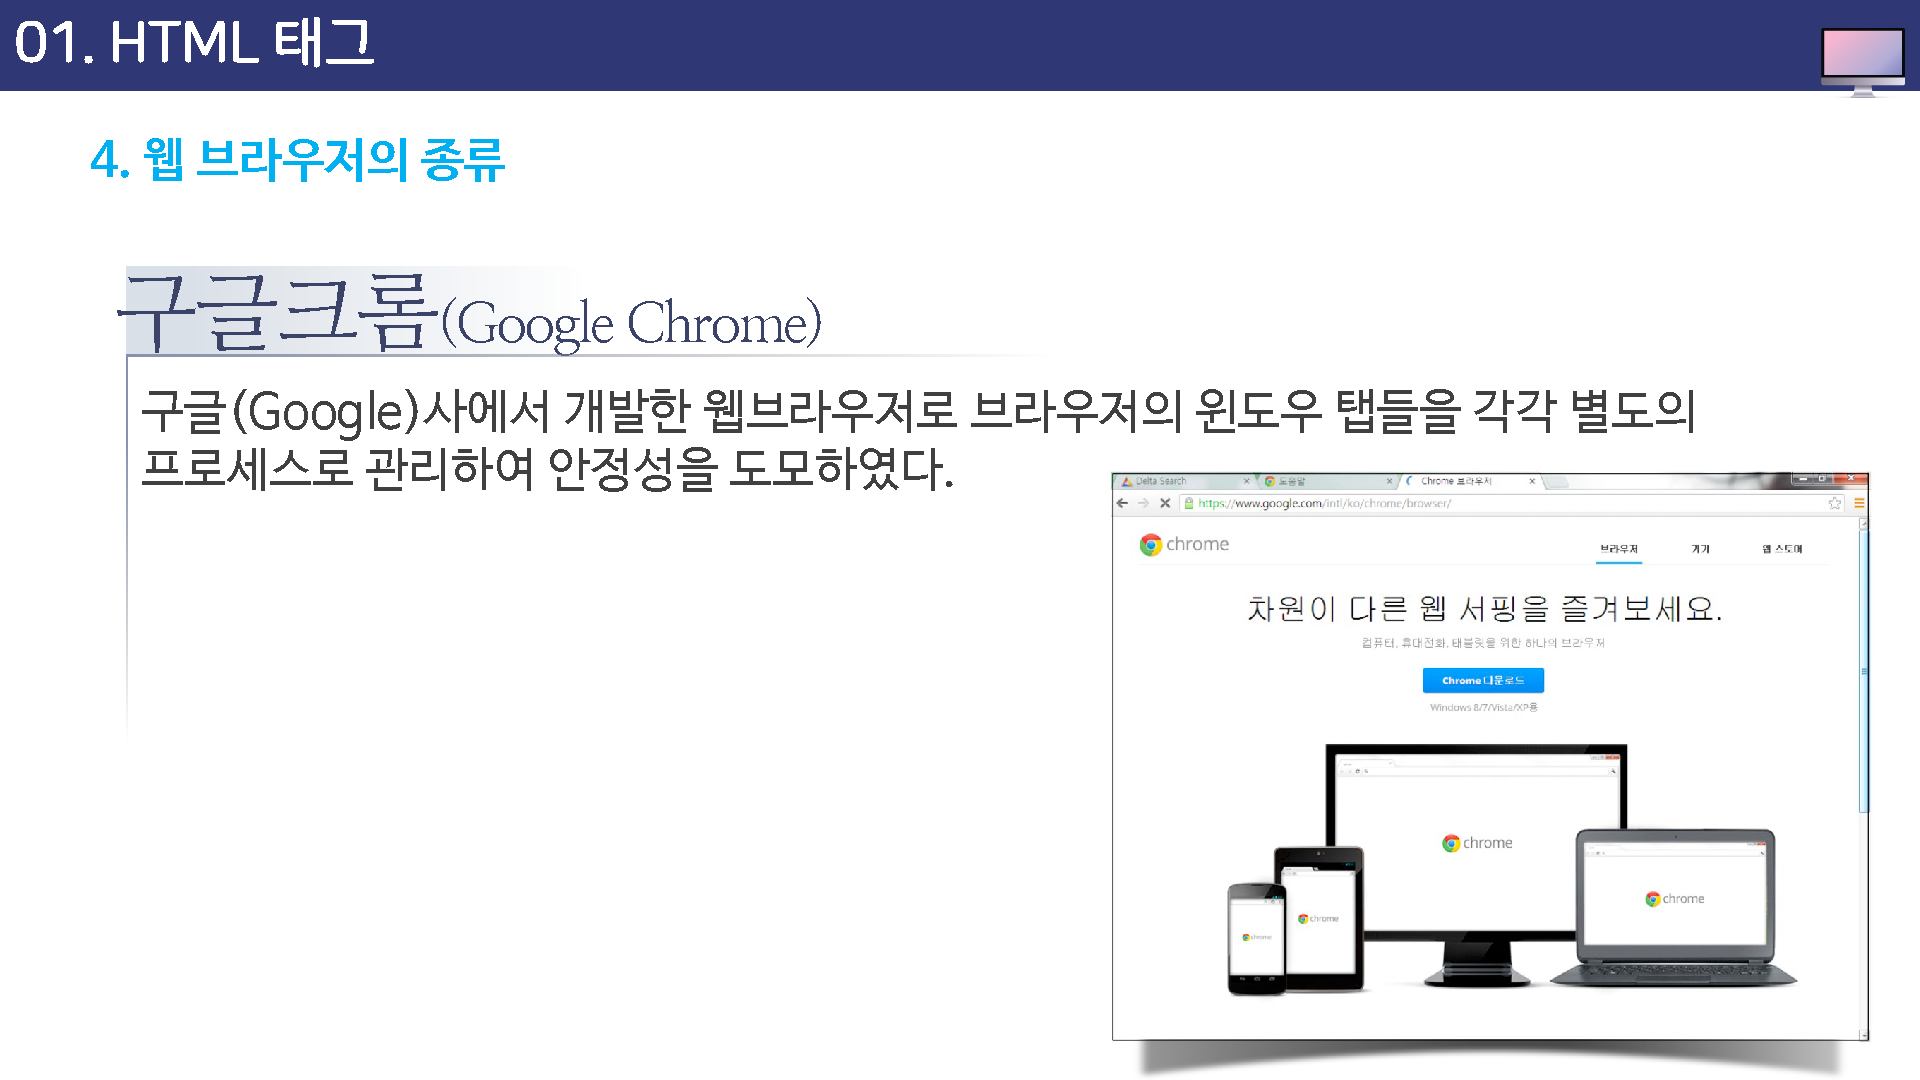 01. HTML 태그
4. 웹 브라우저의 종류
구글크롬(Google Chrome)
구글(Google)사에서 개발한 웹브라우저로 브라우저의 윈도우 탭들을 각각 별도의
프로세스로 관리하여 안정성을 도모하였다.
Delta Search 도움말 Chrome 브라우저
https://www.google.com/intl/ko/chrome/browser/
chrome
브라우저 기기 웹 스토어
차원이 다른 웹 서핑을 즐겨보세요.
컴퓨터, 휴대전화, 태블릿을 위한 하나의 브라우저
Chrome 다운로드
Windows 8/7/Vista/XP용
chrome
chrome
chrome
chrome